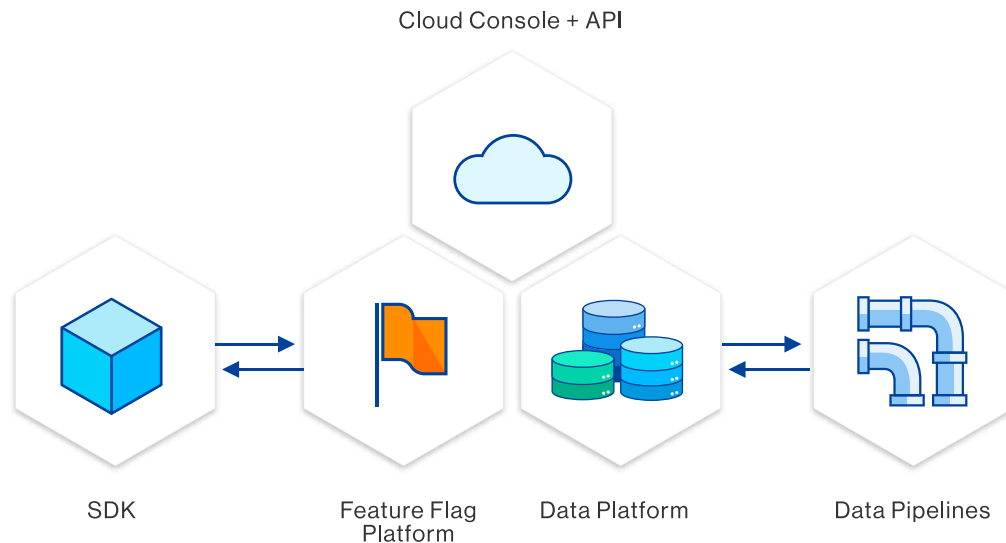 Cloud Console + API
SDK
Feature Flag
Platform
Data Platform
Data Pipelines